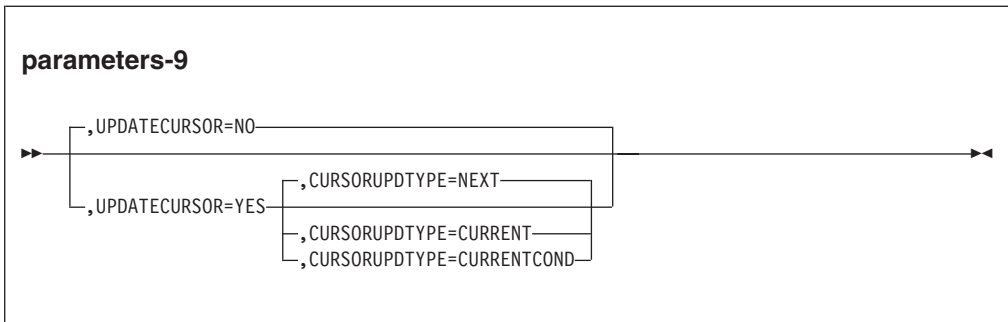 parameters-9
,UPDATECURSOR=NO
,CURSORUPDTYPE=NEXT
,UPDATECURSOR=YES
,CURSORUPDTYPE=CURRENT
,CURSORUPDTYPE=CURRENTCOND